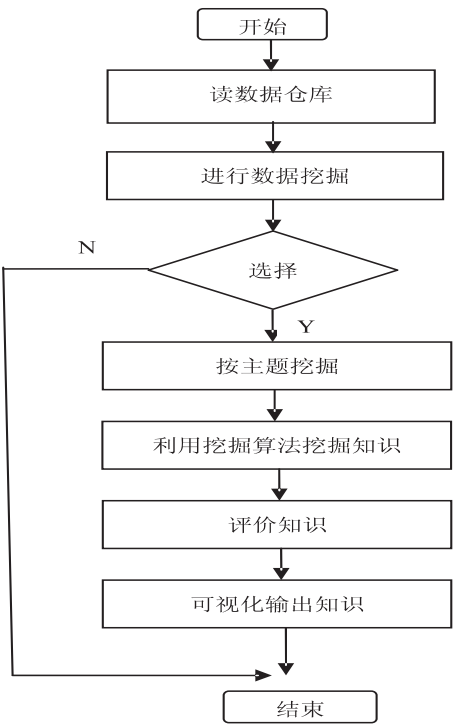 开始
读数据仓库
进行数据挖掘
N
选择
Y
按主题挖掘
利用挖掘算法挖掘知识
评价知识
可视化输出知识
结束